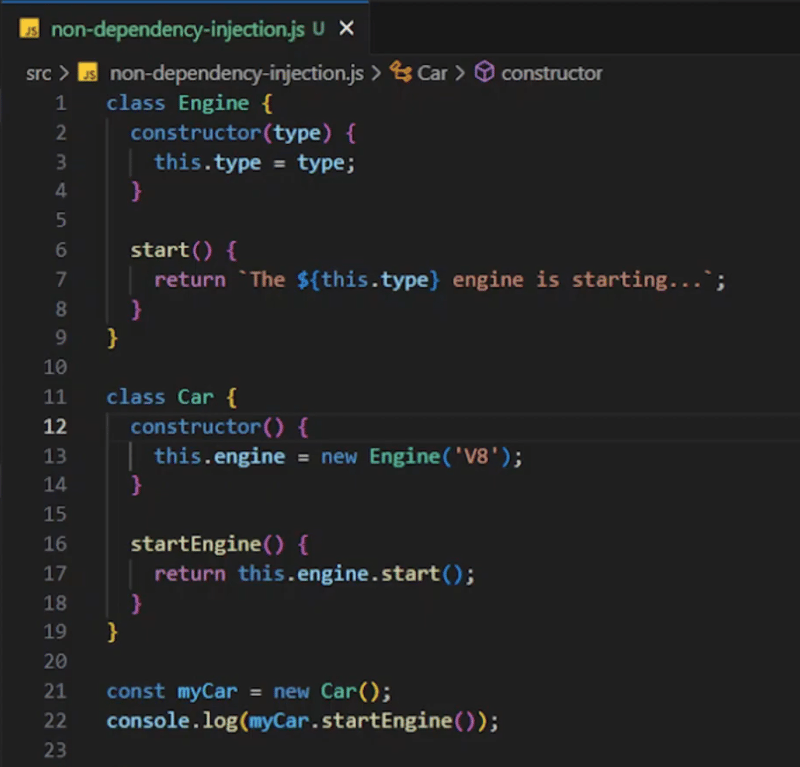 JS non-dependency-injection.js U ×
src > JS non-dependency-injection.js > Car > constructor
1 class Engine {
2   constructor(type) {
3     this.type = type;
4   }
5
6   start() {
7     return `The ${this.type} engine is starting...`;
8   }
9 }
10
11 class Car {
12   constructor() {
13     this.engine = new Engine('V8');
14   }
15
16   startEngine() {
17     return this.engine.start();
18   }
19 }
20
21 const myCar = new Car();
22 console.log(myCar.startEngine());
23